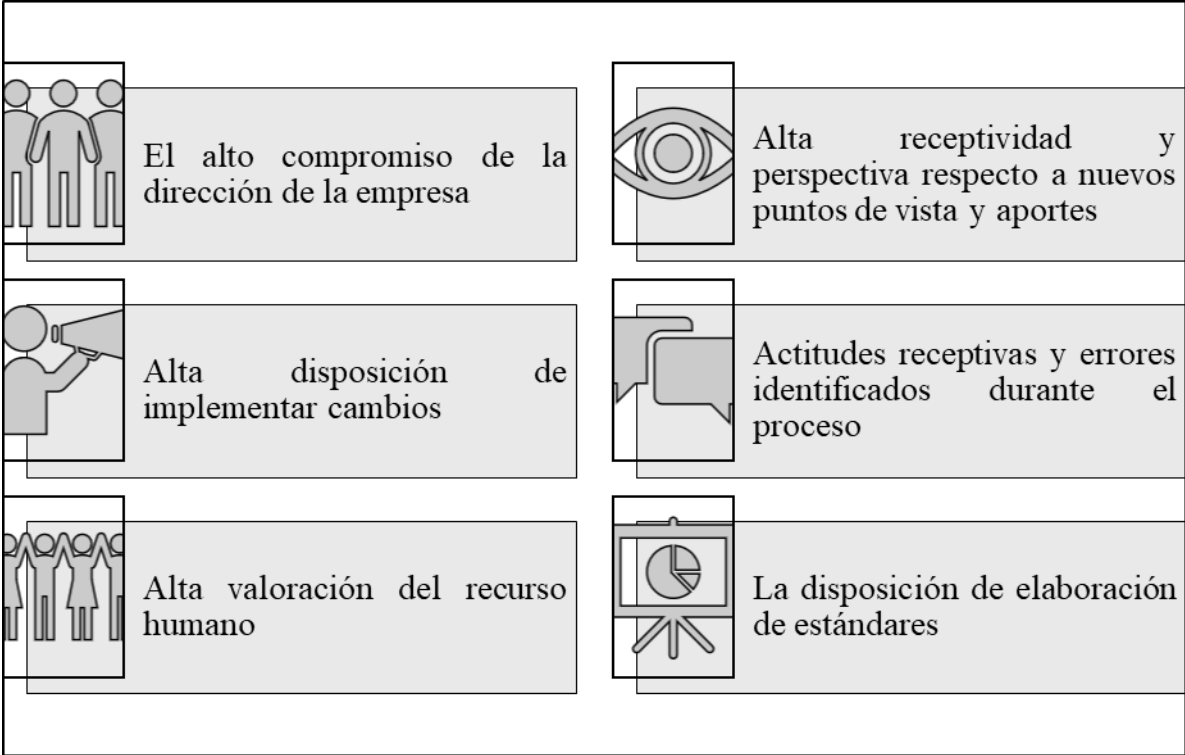 El alto compromiso de la
dirección de la empresa
Alta receptividad y
perspectiva respecto a nuevos
puntos de vista y aportes
Alta disposición de
implementar cambios
Actitudes receptivas y errores
identificados durante el
proceso
Alta valoración del recurso
humano
La disposición de elaboración
de estándares